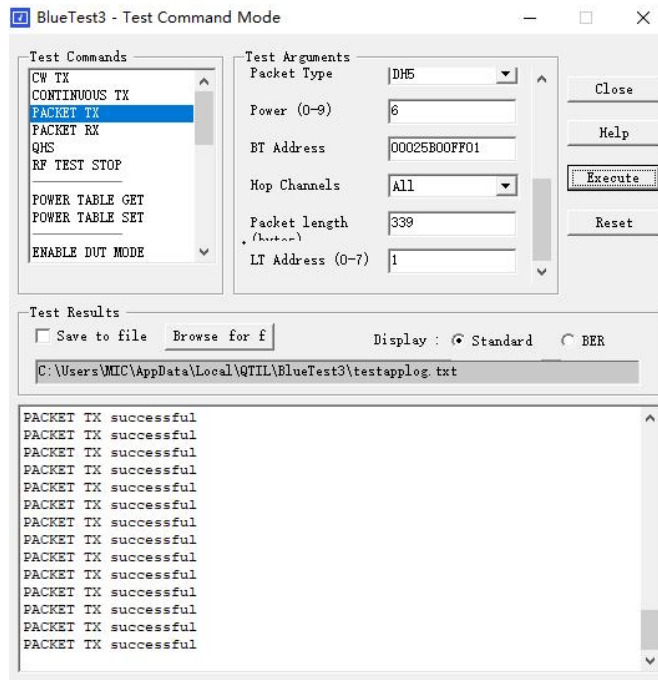 BlueTest3 - Test Command Mode
Test Commands
CW TX
CONTINUOUS TX
PACKET TX
PACKET RX
QHS
RF TEST STOP
POWER TABLE GET
POWER TABLE SET
ENABLE DUT MODE
Test Arguments
Packet Type DH5
Power (0-9) 6
BT Address 00025B00FF01
Hop Channels All
Packet length 339
LT Address (0-7) 1
Close
Help
Execute
Reset
Test Results
Save to file Browse for f Display : Standard BER
C:\Users\MIC\AppData\Local\QTIL\BlueTest3\testapplog.txt
PACKET TX successful
PACKET TX successful
PACKET TX successful
PACKET TX successful
PACKET TX successful
PACKET TX successful
PACKET TX successful
PACKET TX successful
PACKET TX successful
PACKET TX successful
PACKET TX successful
PACKET TX successful
PACKET TX successful
PACKET TX successful